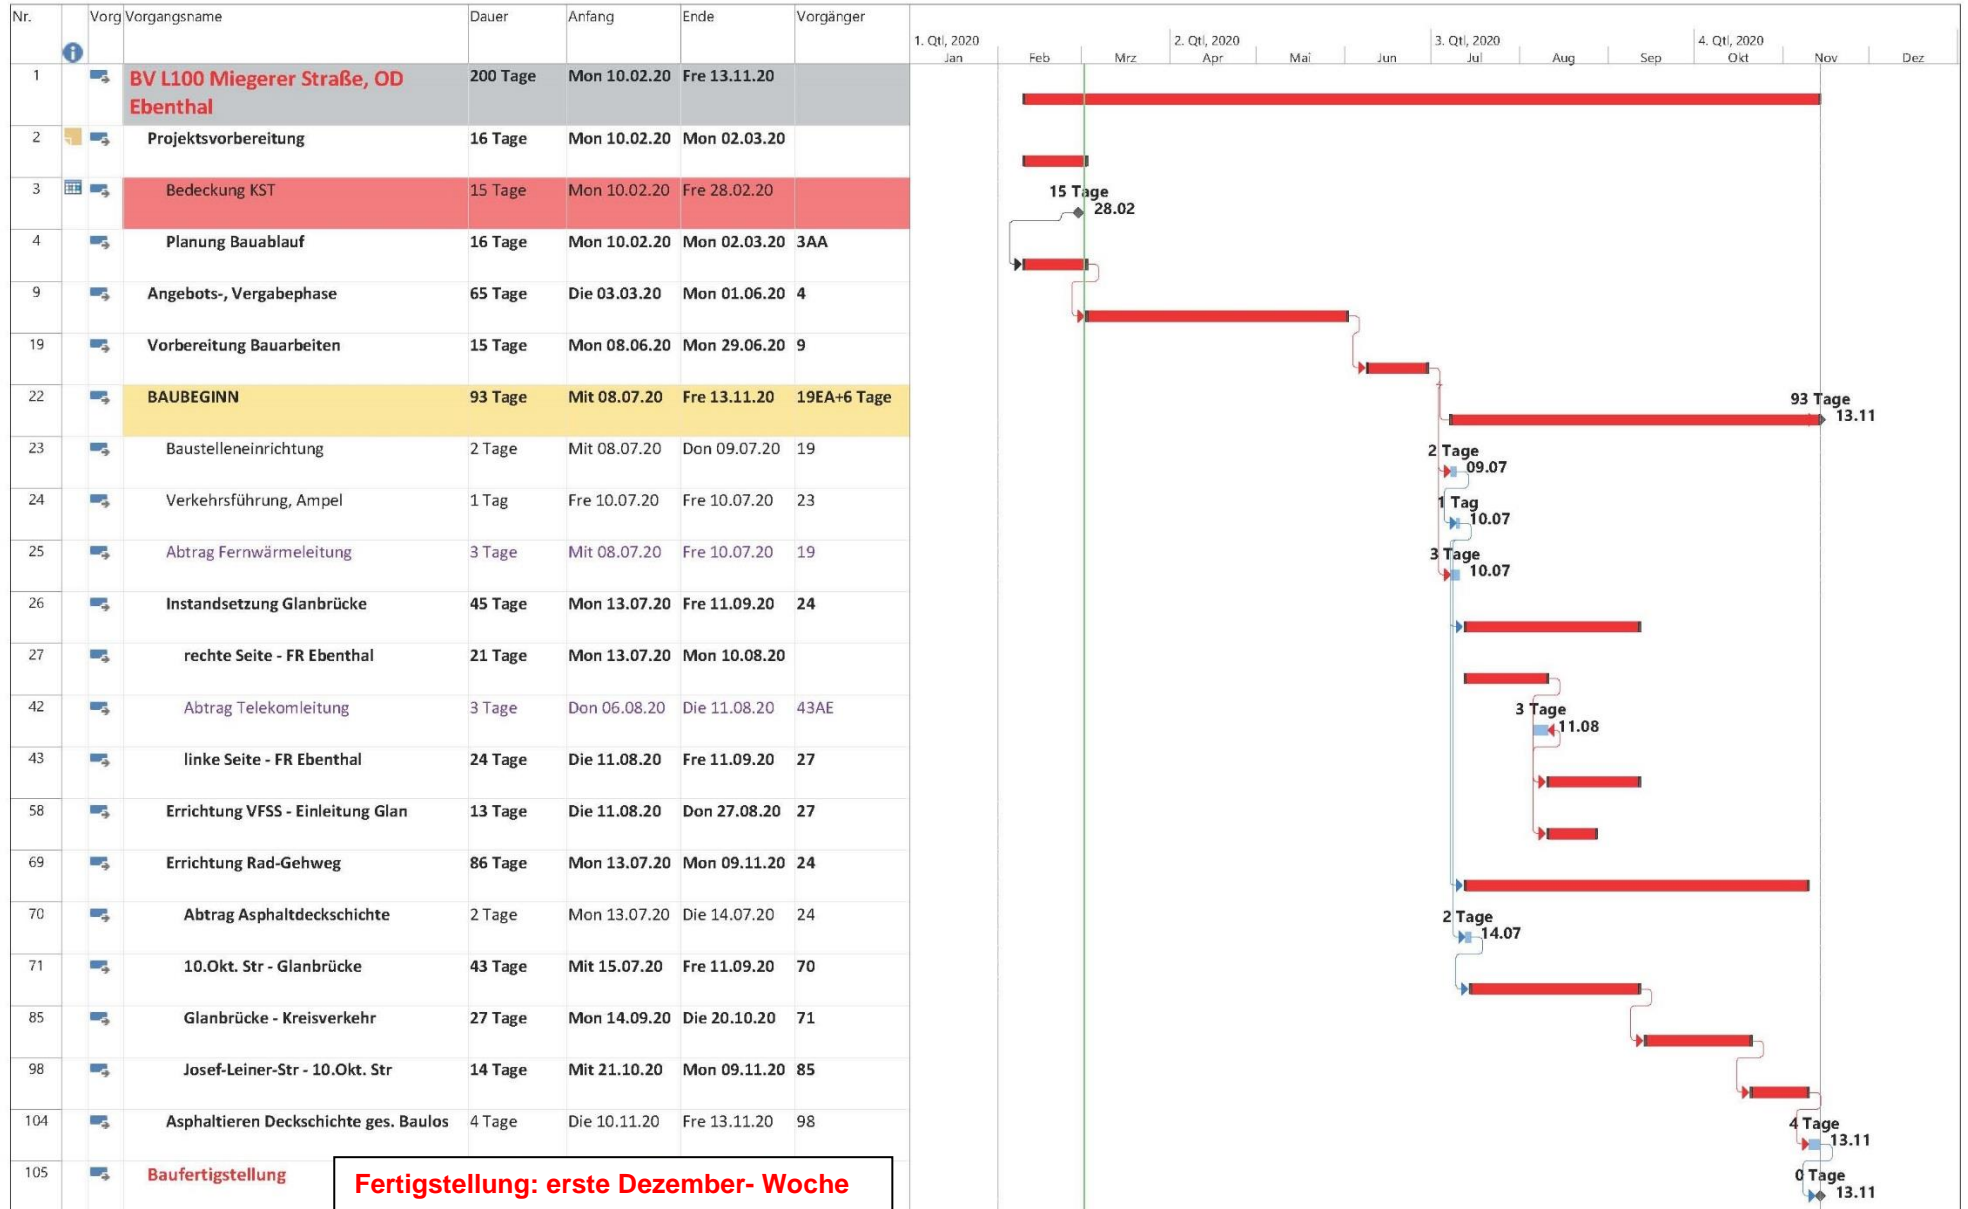 Nr. Vorg Vorgangsname Dauer Anfang Ende Vorgänger
1. Qtl, 2020 2. Qtl, 2020 3. Qtl, 2020 4. Qtl, 2020
Jan Feb Mrz Apr Mai Jun Jul Aug Sep Okt Nov Dez
1 BV L100 Miegerer Straße, OD 200 Tage Mon 10.02.20 Fre 13.11.20
Ebenthal
2 Projektsvorbereitung 16 Tage Mon 10.02.20 Mon 02.03.20
3 Bedeckung KST 15 Tage Mon 10.02.20 Fre 28.02.20 15 Tage
28.02
4 Planung Bauablauf 16 Tage Mon 10.02.20 Mon 02.03.20 3AA
9 Angebots-, Vergabephase 65 Tage Die 03.03.20 Mon 01.06.20 4
19 Vorbereitung Bauarbeiten 15 Tage Mon 08.06.20 Mon 29.06.20 9
22 BAUBEGINN 93 Tage Mit 08.07.20 Fre 13.11.20 19EA+6 Tage 93 Tage
13.11
23 Baustelleneinrichtung 2 Tage Mit 08.07.20 Don 09.07.20 19 2 Tage
09.07
24 Verkehrsführung, Ampel 1 Tag Fre 10.07.20 Fre 10.07.20 23 1 Tag
10.07
25 Abtrag Fernwärmeleitung 3 Tage Mit 08.07.20 Fre 10.07.20 19 3 Tage
10.07
26 Instandsetzung Glanbrücke 45 Tage Mon 13.07.20 Fre 11.09.20 24
27 rechte Seite - FR Ebenthal 21 Tage Mon 13.07.20 Mon 10.08.20
42 Abtrag Telekomleitung 3 Tage Don 06.08.20 Die 11.08.20 43AE 3 Tage
11.08
43 linke Seite - FR Ebenthal 24 Tage Die 11.08.20 Fre 11.09.20 27
58 Errichtung VFSS - Einleitung Glan 13 Tage Die 11.08.20 Don 27.08.20 27
69 Errichtung Rad-Gehweg 86 Tage Mon 13.07.20 Mon 09.11.20 24
70 Abtrag Asphaltdeckschichte 2 Tage Mon 13.07.20 Die 14.07.20 24 2 Tage
14.07
71 10.Okt. Str - Glanbrücke 43 Tage Mit 15.07.20 Fre 11.09.20 70
85 Glanbrücke - Kreisverkehr 27 Tage Mon 14.09.20 Die 20.10.20 71
98 Josef-Leiner-Str - 10.Okt. Str 14 Tage Mit 21.10.20 Mon 09.11.20 85
104 Asphaltieren Deckschichte ges. Baulos 4 Tage Die 10.11.20 Fre 13.11.20 98 4 Tage
13.11
105 Baufertigstellung 0 Tage
Fertigstellung: erste Dezember- Woche 13.11